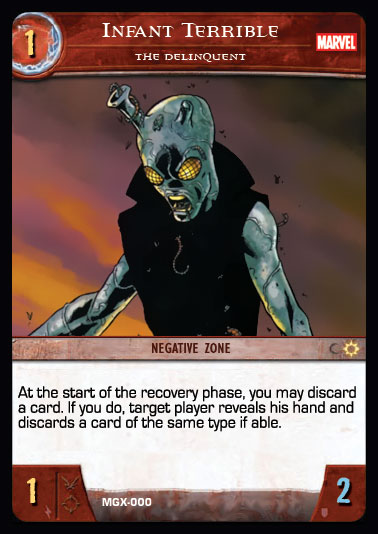 1
Infant Terrible
MARVEL
The Delinquent
NEGATIVE ZONE
C
At the start of the recovery phase, you may discard
a card. If you do, target player reveals his hand and
discards a card of the same type if able.
1
MGX-000
2